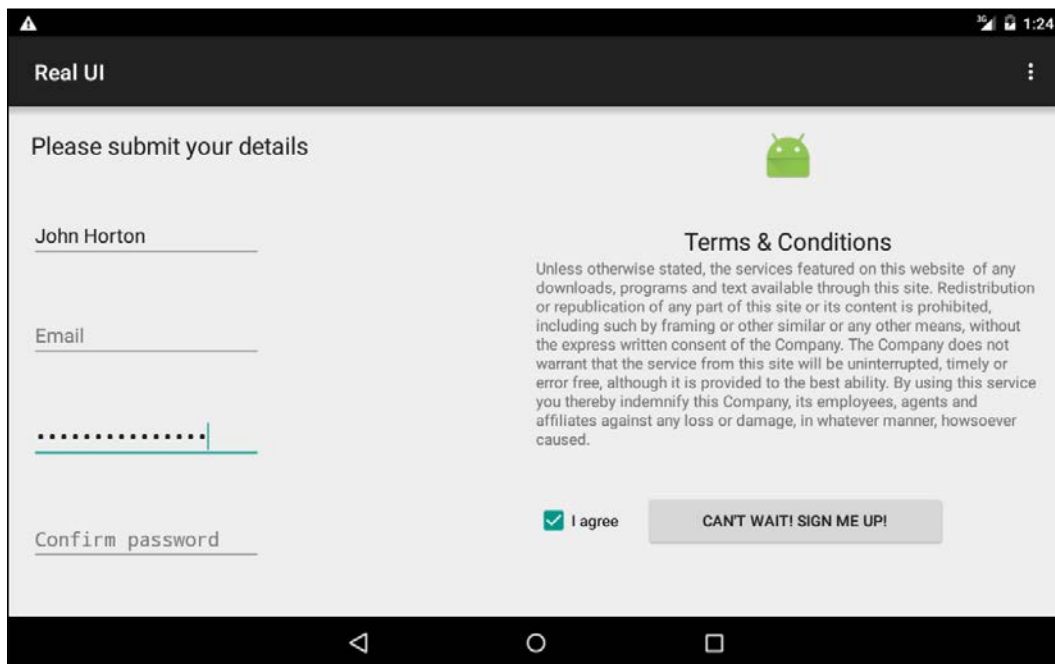 3G 1:24
Real UI
Please submit your details
John Horton
Email
•••••••••••••••
Confirm password
Terms & Conditions
Unless otherwise stated, the services featured on this website  of any
downloads, programs and text available through this site. Redistribution
or republication of any part of this site or its content is prohibited,
including such by framing or other similar or any other means, without
the express written consent of the Company. The Company does not
warrant that the service from this site will be uninterrupted, timely or
error free, although it is provided to the best ability. By using this service
you thereby indemnify this Company, its employees, agents and
affiliates against any loss or damage, in whatever manner, howsoever
caused.
I agree
CAN'T WAIT! SIGN ME UP!